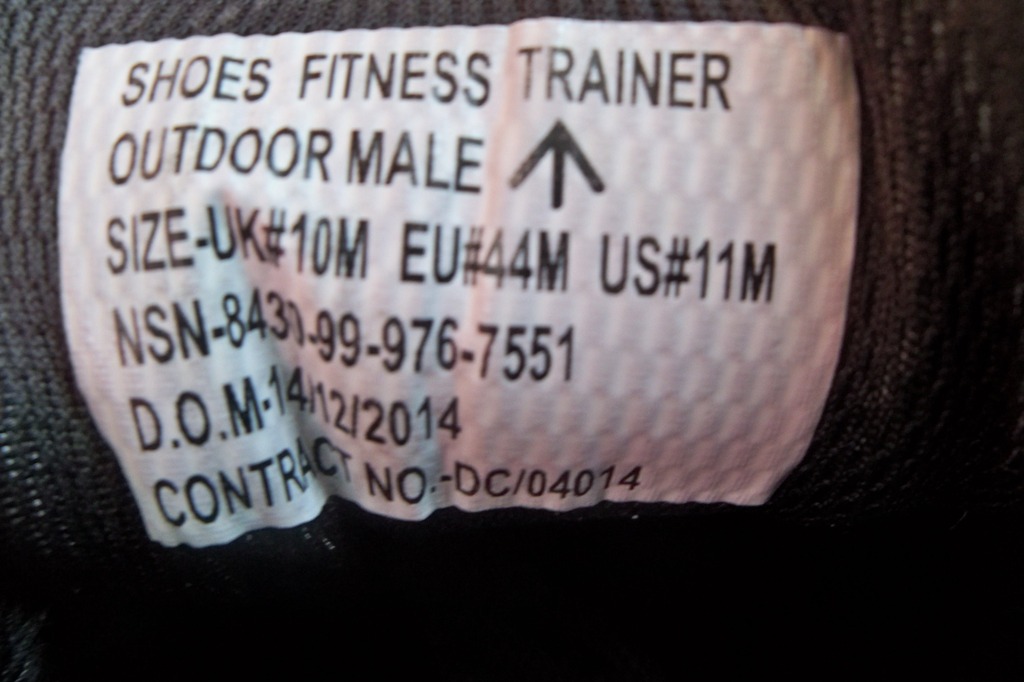 SHOES FITNESS TRAINER
OUTDOOR MALE
SIZE-UK#10M EU#44M US#11M
NSN-8430-99-976-7551
D.O.M-14/12/2014
CONTRACT NO.-DC/04014